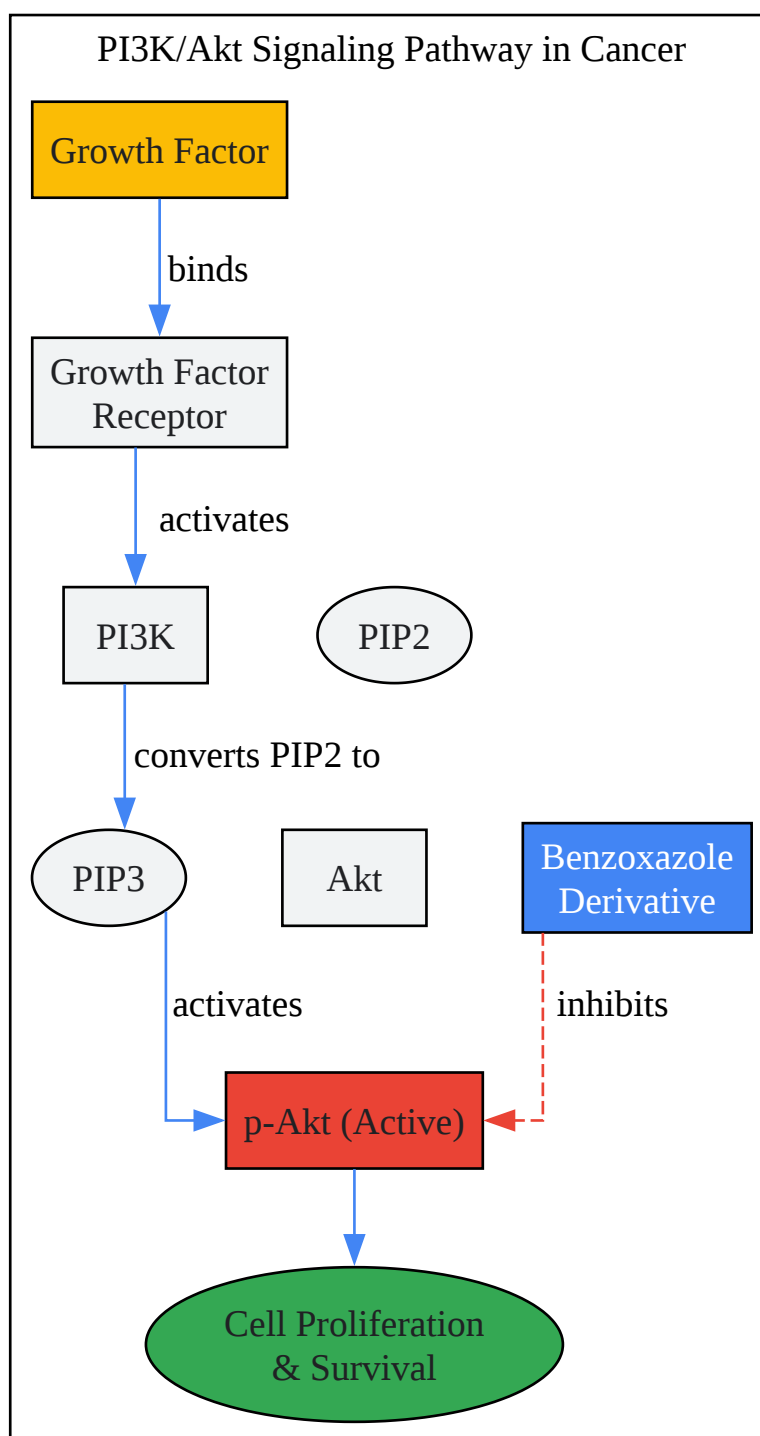 PI3K/Akt Signaling Pathway in Cancer
Growth Factor
binds
Growth Factor
Receptor
activates
PI3K
PIP2
converts PIP2 to
PIP3
Akt
Benzoxazole
Derivative
activates
inhibits
p-Akt (Active)
Cell Proliferation
& Survival